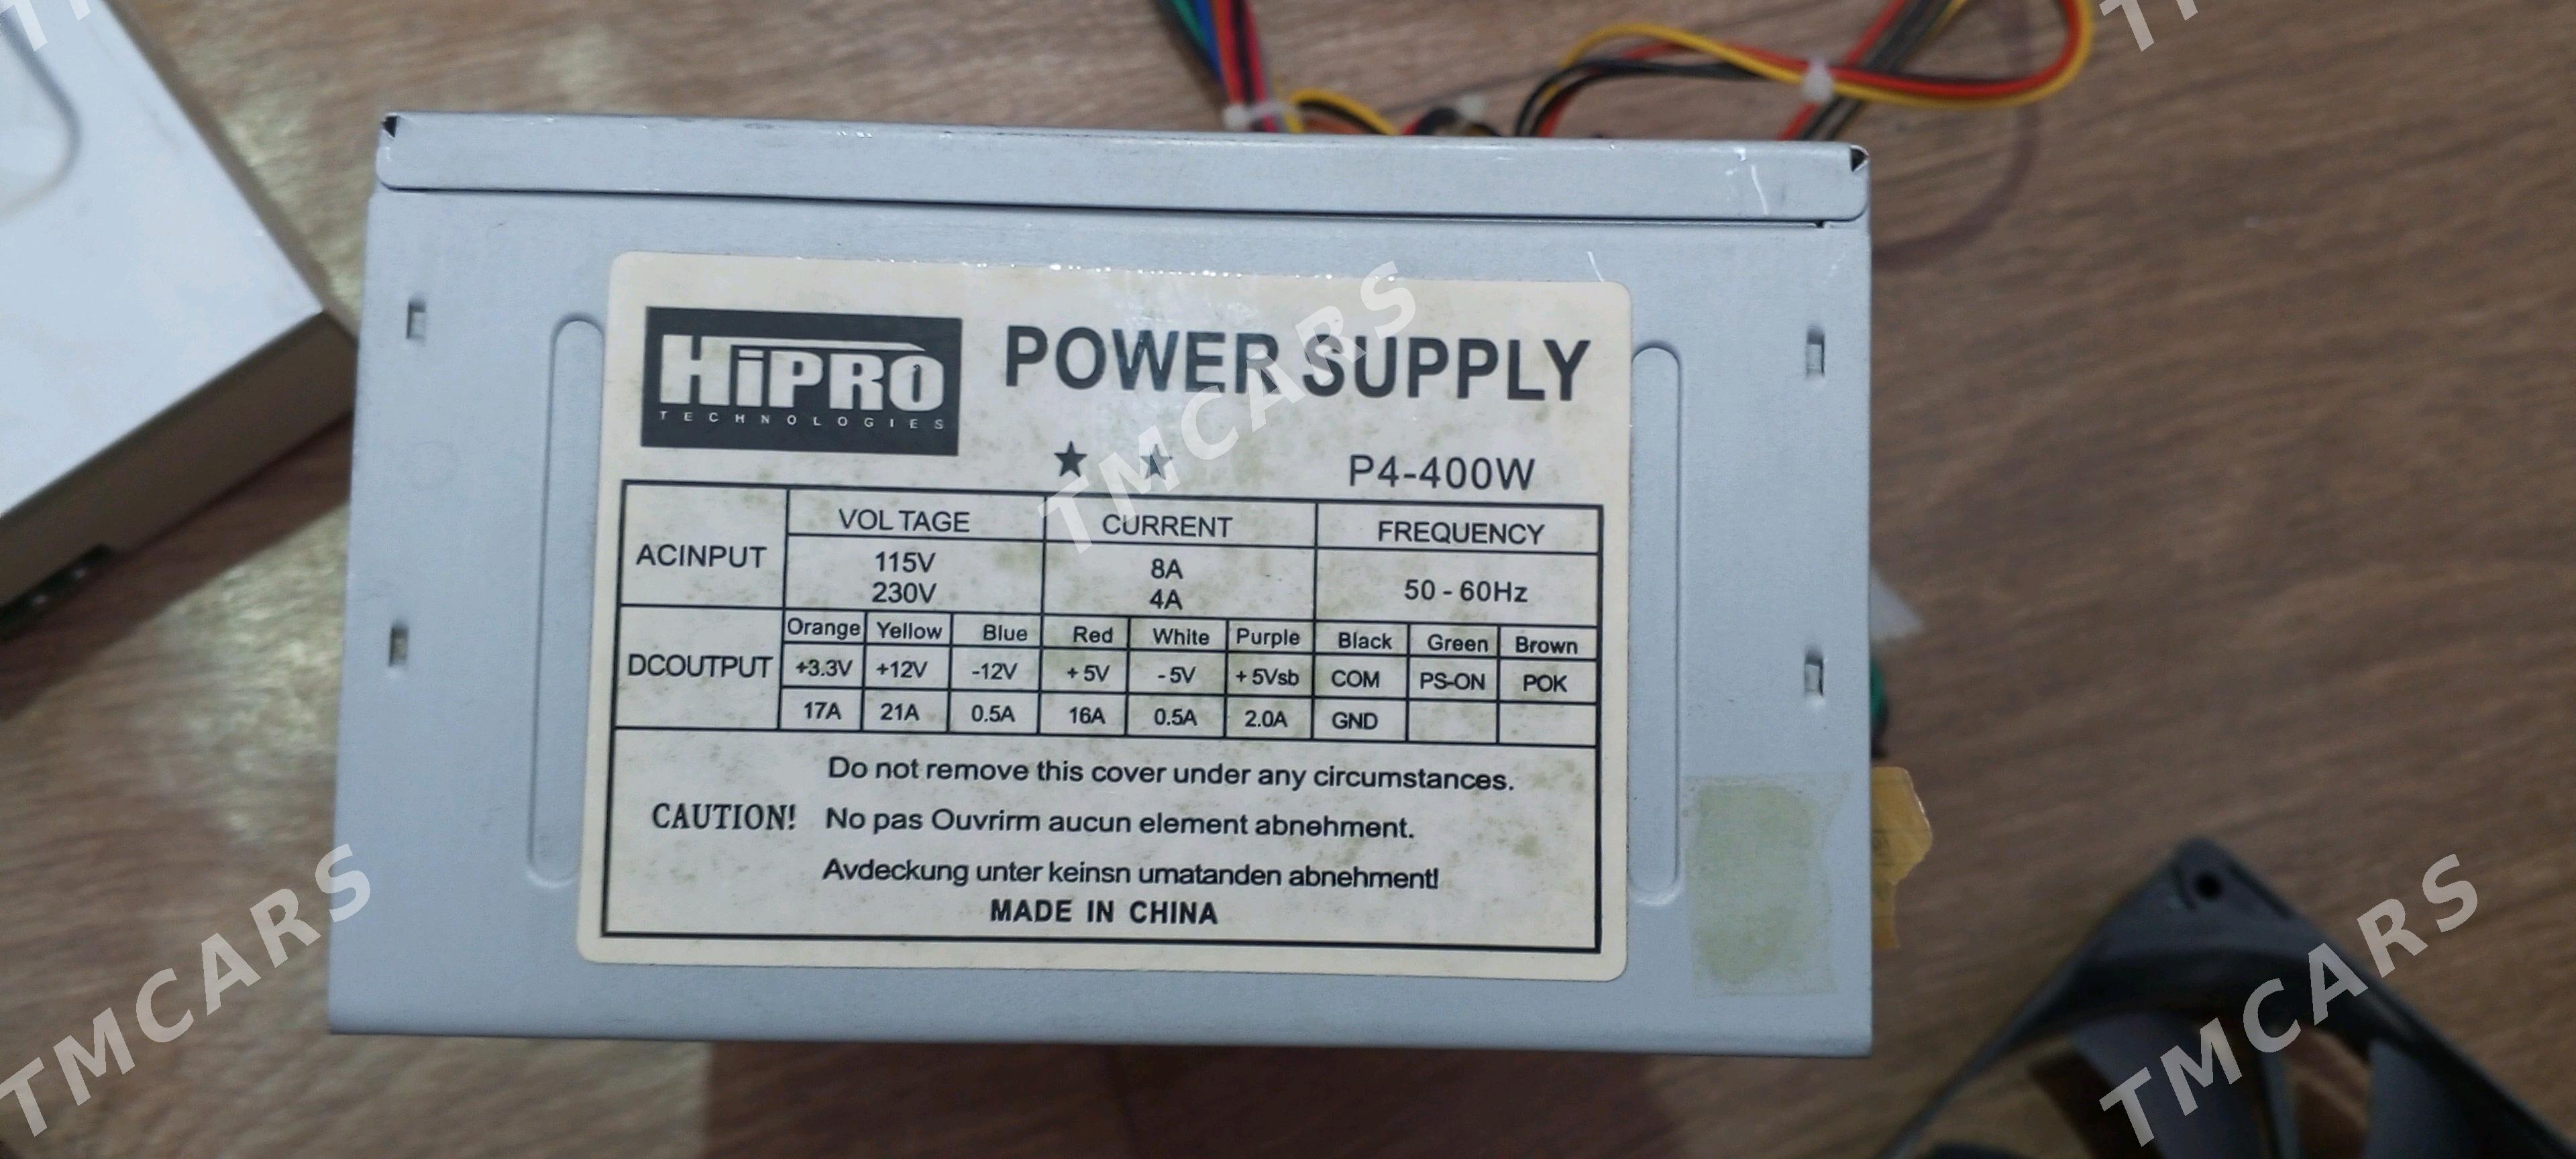 HiPRO
TECHNOLOGIES
POWER SUPPLY
★ ★ P4-400W
ACINPUT VOLTAGE CURRENT FREQUENCY
115V 8A 50 - 60Hz
230V 4A
DCOUTPUT Orange Yellow Blue Red White Purple Black Green Brown
+3.3V +12V -12V +5V -5V +5Vsb COM PS-ON POK
17A 21A 0.5A 16A 0.5A 2.0A GND
Do not remove this cover under any circumstances.
CAUTION! No pas Ouvrirm aucun element abnehment.
Avdeckung unter keinsn umatanden abnehment!
MADE IN CHINA
TMCARS
TMCARS
TMCARS